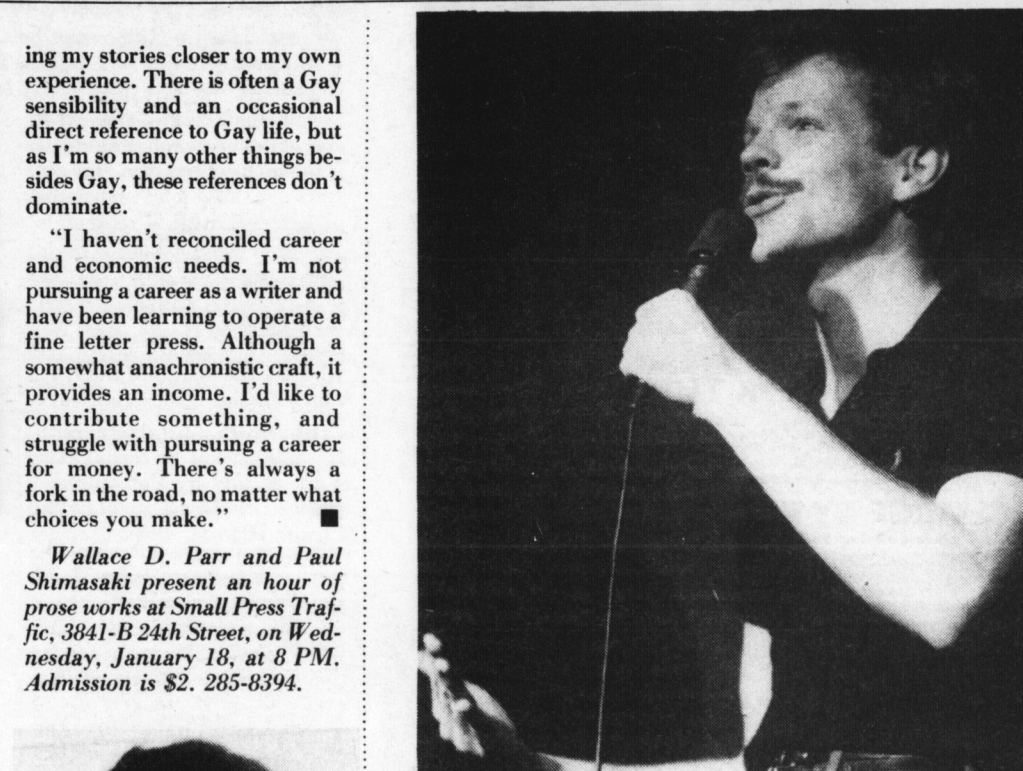 ing my stories closer to my own
experience. There is often a Gay
sensibility and an occasional
direct reference to Gay life, but
as I'm so many other things be-
sides Gay, these references don't
dominate.
"I haven't reconciled career
and economic needs. I'm not
pursuing a career as a writer and
have been learning to operate a
fine letter press. Although a
somewhat anachronistic craft, it
provides an income. I'd like to
contribute something, and
struggle with pursuing a career
for money. There's always a
fork in the road, no matter what
choices you make." ■
Wallace D. Parr and Paul
Shimasaki present an hour of
prose works at Small Press Traf-
fic, 3841-B 24th Street, on Wed-
nesday, January 18, at 8 PM.
Admission is $2. 285-8394.